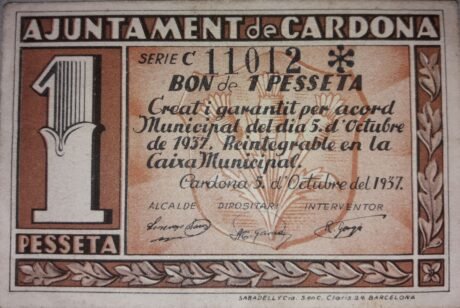 AJUNTAMENT de CARDONA
SERIE C 11012 *
BON de 1 PESSETA
Creat i garantit per acord
Municipal del dia 5. d'Octubre
de 1937. Reintegrable en la
Caixa Municipal.
Cardona 5. d'Octubre del 1937.
ALCALDE DIPOSITARI INTERVENTOR
1
PESSETA
SABADELL Y Cia. S en C. Claris 24. BARCELONA